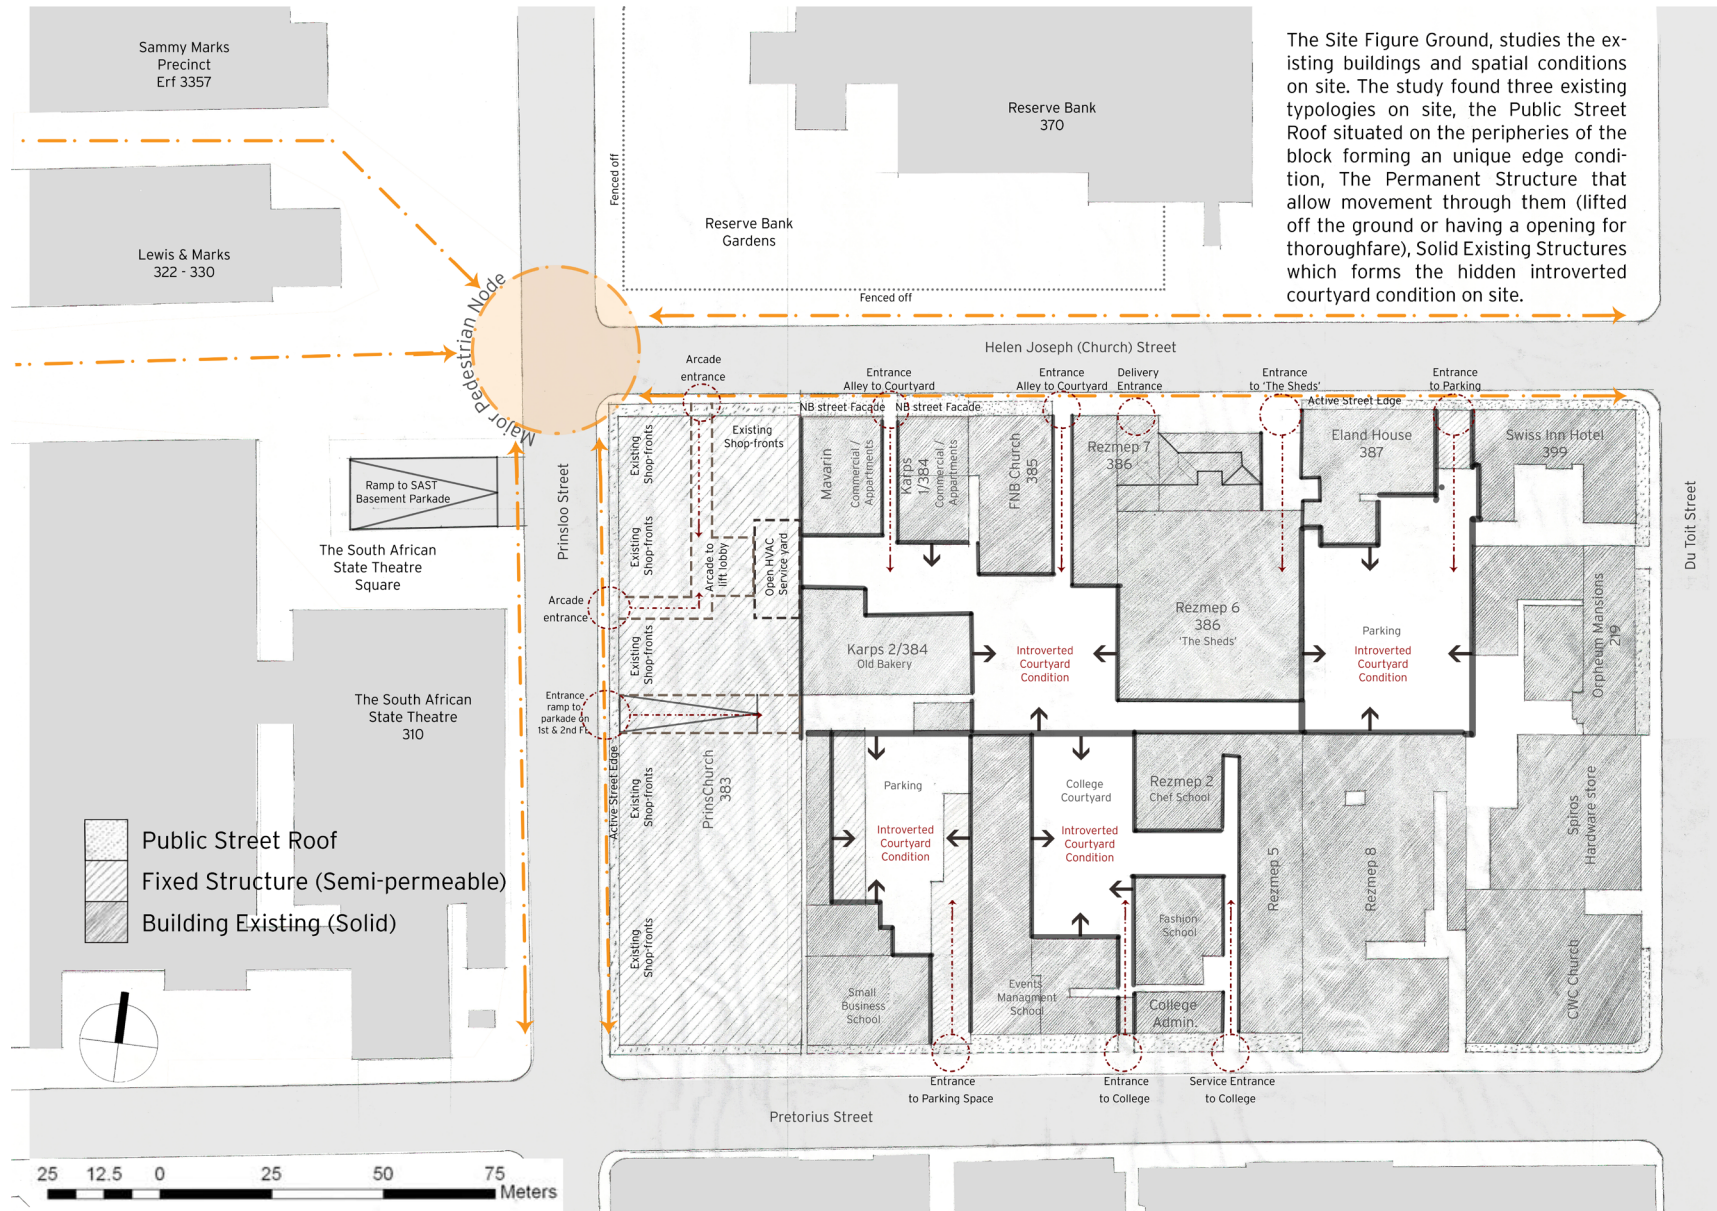 Sammy Marks
Precinct
Erf 3357
Lewis & Marks
322 - 330
Reserve Bank
370
Reserve Bank
Gardens
Fenced off
Fenced off
The Site Figure Ground, studies the ex-
isting buildings and spatial conditions
on site. The study found three existing
typologies on site, the Public Street
Roof situated on the peripheries of the
block forming an unique edge condi-
tion, The Permanent Structure that
allow movement through them (lifted
off the ground or having a opening for
thoroughfare), Solid Existing Structures
which forms the hidden introverted
courtyard condition on site.
Major Pedestrian Node
Helen Joseph (Church) Street
Arcade
entrance
Entrance
Alley to Courtyard
Entrance
Alley to Courtyard
Delivery
Entrance
Entrance
to 'The Sheds'
Entrance
to Parking
NB street Facade
NB street Facade
Active Street Edge
Existing
Shop-fronts
Existing
Shop-fronts
Existing
Shop-fronts
Existing
Shop-fronts
Existing
Shop-fronts
Existing
Shop-fronts
Mavarin
Commercial /
Appartments
Karps
1/384
Commercial /
Appartments
FNB Church
385
Rezmep 7
386
Eland House
387
Swiss Inn Hotel
399
Ramp to SAST
Basement Parkade
Prinsloo Street
The South African
State Theatre
Square
Arcade to
lift lobby
Open HVAC
Service yard
Arcade
entrance
Du Toit Street
Orpheum Mansions
219
Rezmep 6
386
'The Sheds'
Karps 2/384
Old Bakery
Introverted
Courtyard
Condition
Parking
Introverted
Courtyard
Condition
Entrance
ramp to
parkade on
1st & 2nd Fl
The South African
State Theatre
310
Active Street Edge
PrinsChurch
383
Parking
Introverted
Courtyard
Condition
College
Courtyard
Introverted
Courtyard
Condition
Rezmep 2
Chef School
Rezmep 5
Rezmep 8
Spiros
Hardware store
Fashion
School
CWC Church
Small
Business
School
Events
Managment
School
College
Admin.
Public Street Roof
Fixed Structure (Semi-permeable)
Building Existing (Solid)
Entrance
to Parking Space
Entrance
to College
Service Entrance
to College
Pretorius Street
25 12.5 0 25 50 75
Meters